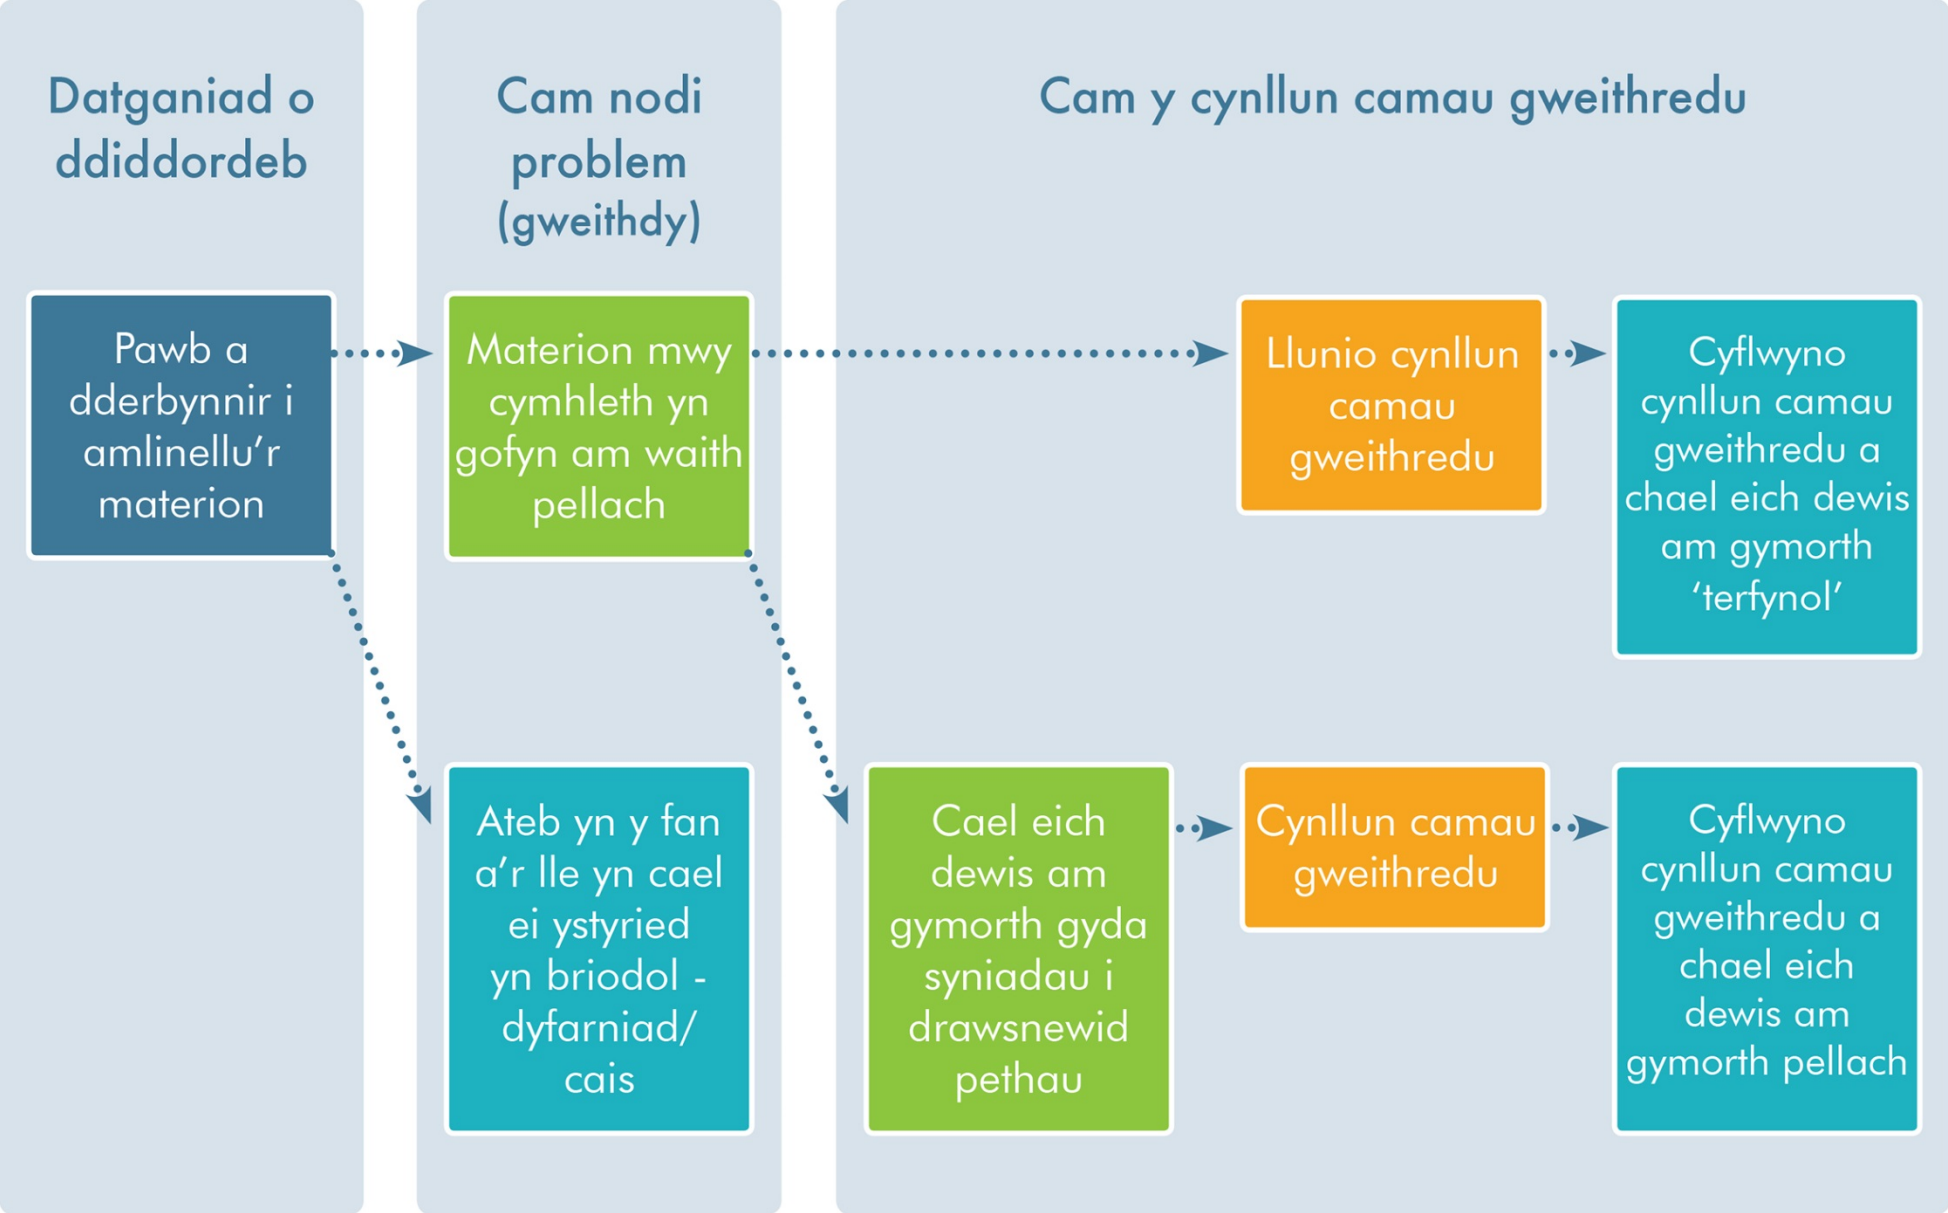 Datganiad o
ddiddordeb
Cam nodi
problem
(gweithdy)
Cam y cynllun camau gweithredu
Pawb a
dderbynnir i
amlinellu’r
materion
Materion mwy
cymhleth yn
gofyn am waith
pellach
Llunio cynllun
camau
gweithredu
Cyflwyno
cynllun camau
gweithredu a
chael eich dewis
am gymorth
‘terfynol’
Ateb yn y fan
a’r lle yn cael
ei ystyried
yn briodol -
dyfarniad/
cais
Cael eich
dewis am
gymorth gyda
syniadau i
drawsnewid
pethau
Cynllun camau
gweithredu
Cyflwyno
cynllun camau
gweithredu a
chael eich
dewis am
gymorth pellach